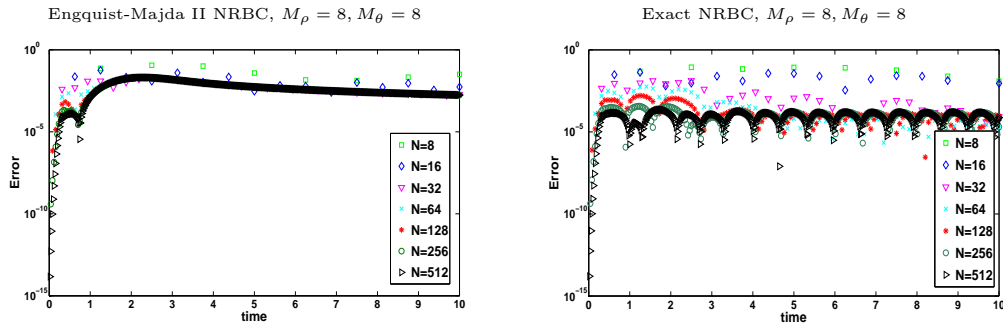 Engquist-Majda II NRBC, $M_\rho = 8, M_\theta = 8$
10^0
10^{-5}
10^{-10}
10^{-15}
Error
N=8
N=16
N=32
N=64
N=128
N=256
N=512
0 1 2 3 4 5 6 7 8 9 10
time
Exact NRBC, $M_\rho = 8, M_\theta = 8$
10^0
10^{-5}
10^{-10}
10^{-15}
Error
N=8
N=16
N=32
N=64
N=128
N=256
N=512
0 1 2 3 4 5 6 7 8 9 10
time